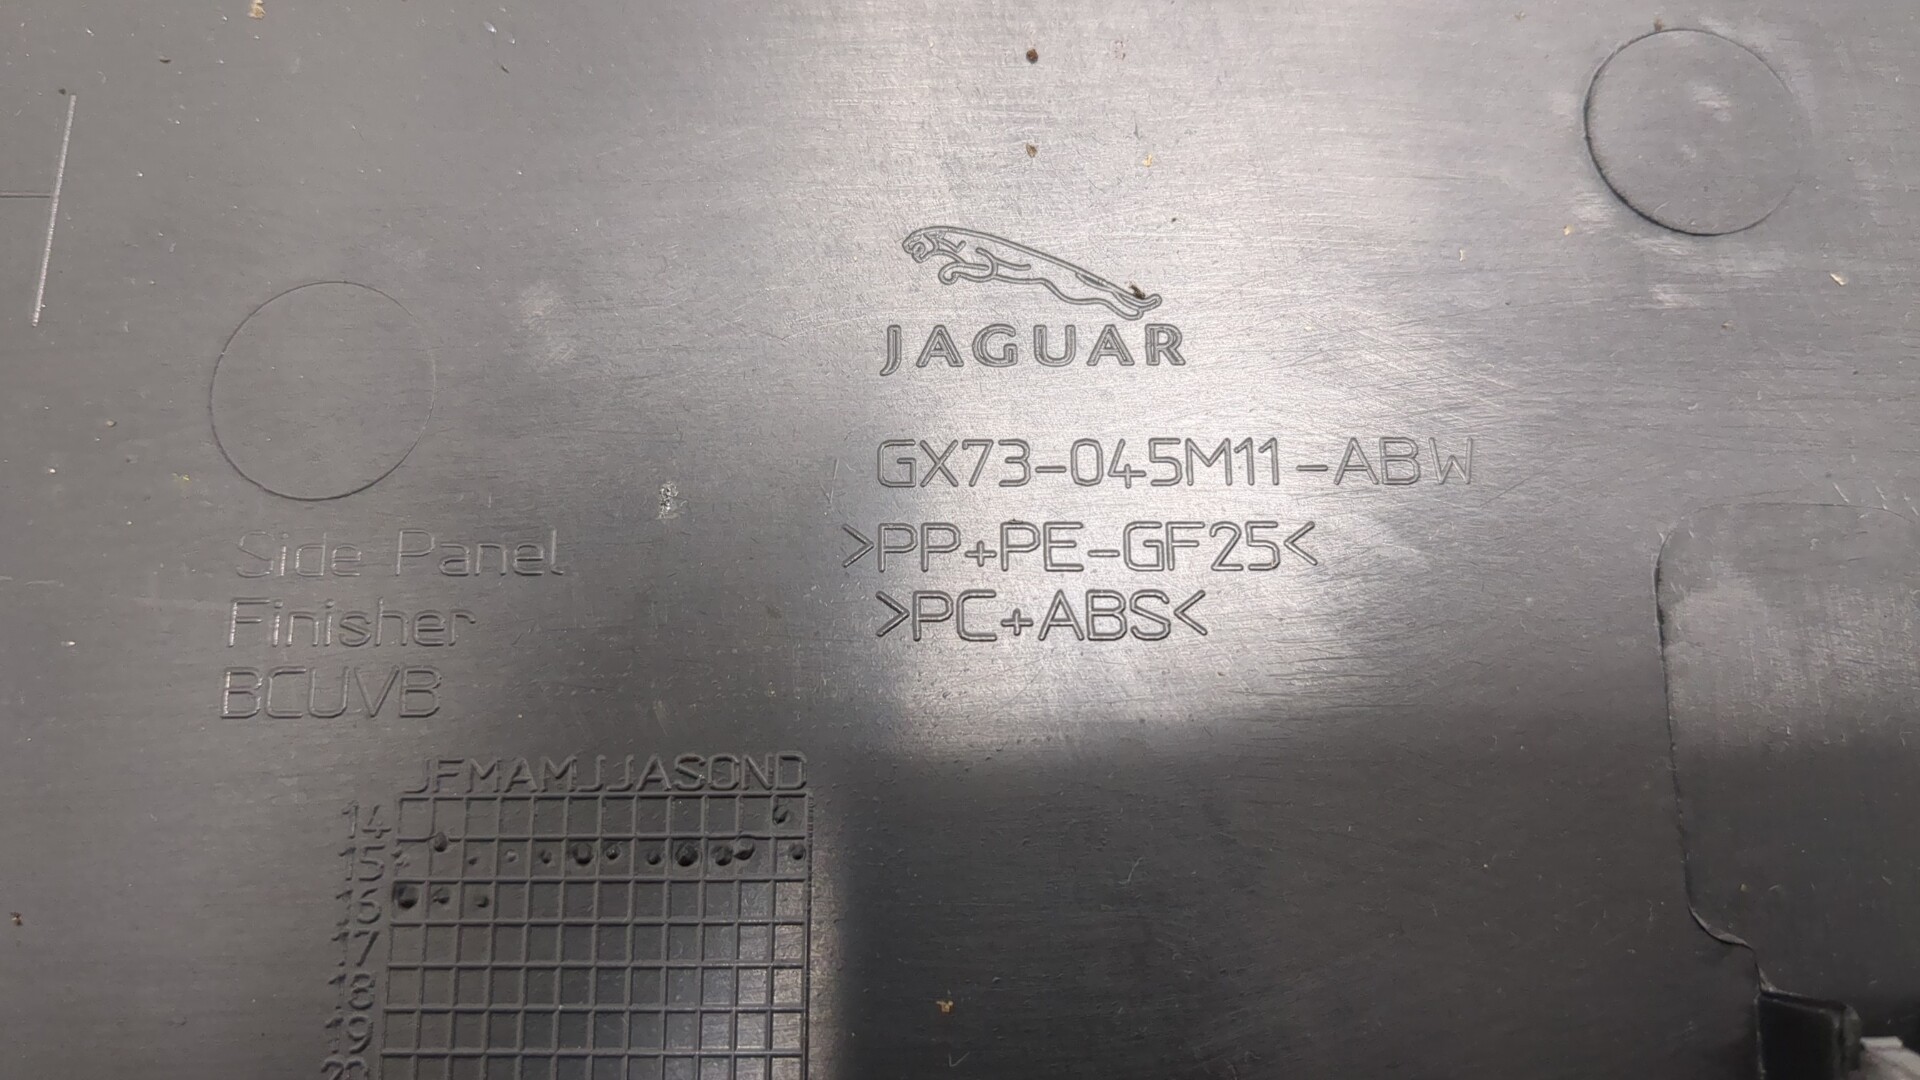 JAGUAR
GX73-045M11-ABW
>PP+PE-GF25<
>PC+ABS<
Side Panel
Finisher
BCUVB
JFMAMJJASOND
14
15
16
17
18
19
20